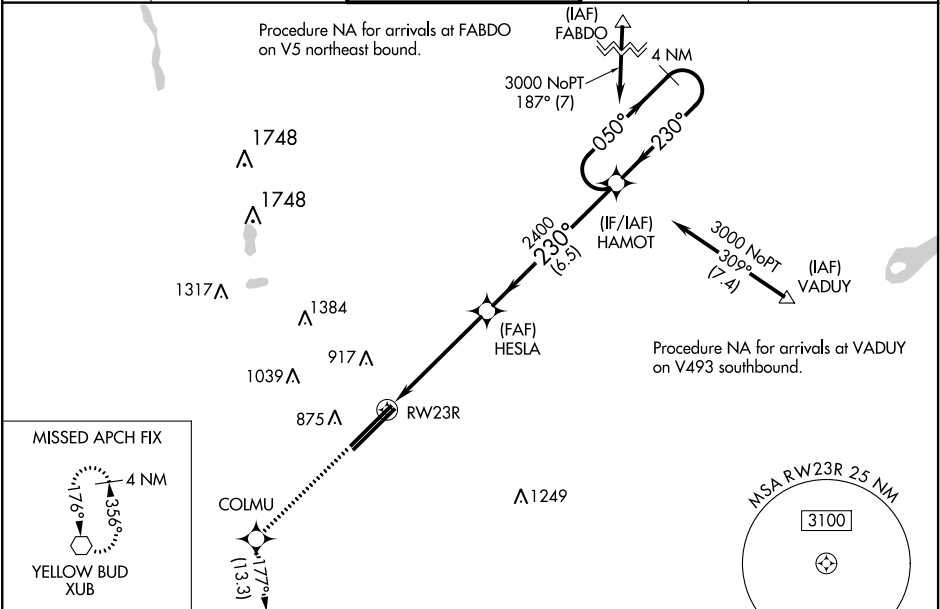 Procedure NA for arrivals at FABDO
on V5 northeast bound.
(IAF)
FABDO
4 NM
3000 NoPT
187° (7)
050°
230°
1748
1748
(IF/IAF)
HAMOT
2400
230°
(6.5)
3000 NoPT
309°
(7.4)
(IAF)
VADUY
1317
1384
(FAF)
HESLA
917
1039
Procedure NA for arrivals at VADUY
on V493 southbound.
875
RW23R
MISSED APCH FIX
4 NM
176°
356°
YELLOW BUD
XUB
COLMU
177°
(13.3)
1249
MSA RW23R 25 NM
3100